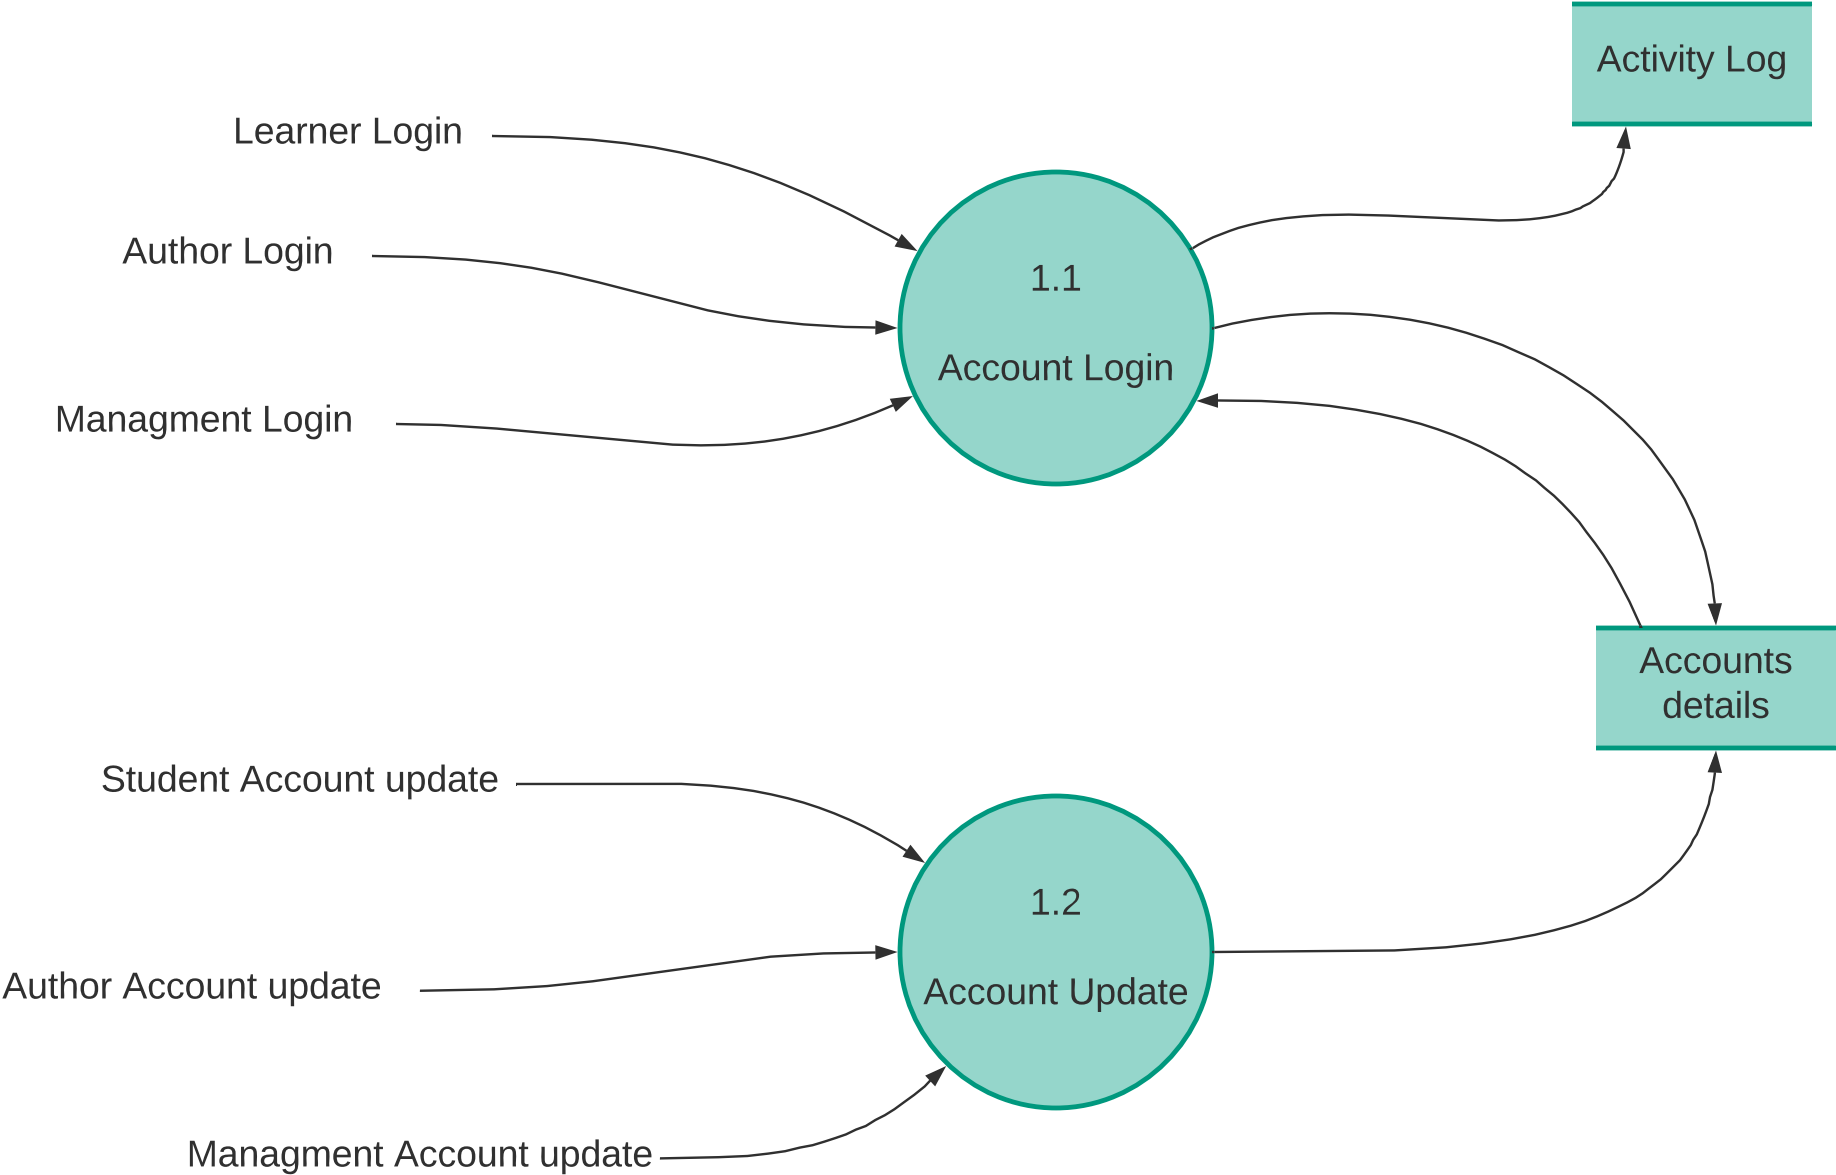 Activity Log
Learner Login
Author Login
1.1
Account Login
Managment Login
Accounts
details
Student Account update
1.2
Author Account update
Account Update
Managment Account update